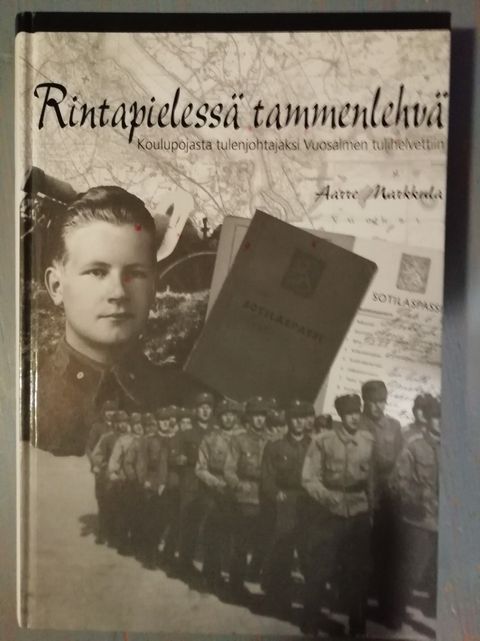 Rintapielessä tammenlehvä
Koulupojasta tulenjohtajaksi Vuosalmen tulihelvettiin
Aarre Markkula
SOTILASPASSI
SOTILASPASSI